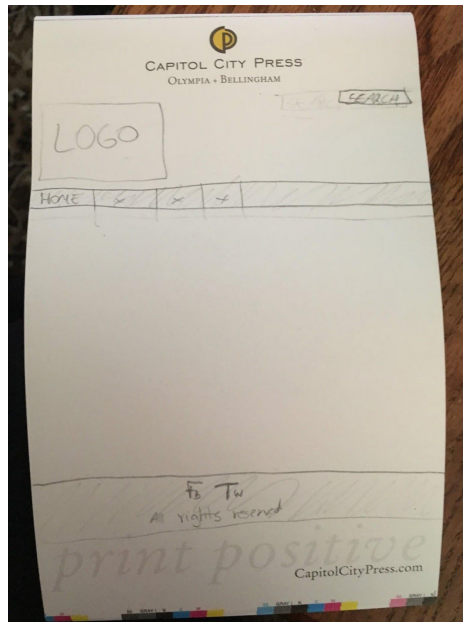 CAPITOL CITY PRESS
OLYMPIA • BELLINGHAM
SEARCH
LOGO
HOME x x x
FB TW
All rights reserved
print positive
CapitolCityPress.com